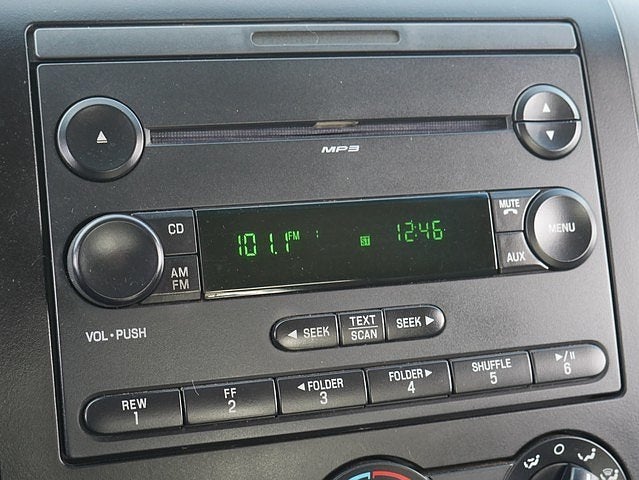 MP3
CD
AM
FM
101.1 FM ST 12:46
MUTE
AUX
MENU
VOL•PUSH
◄ SEEK
TEXT
SCAN
SEEK ►
REW
1
FF
2
◄ FOLDER
3
FOLDER ►
4
SHUFFLE
5
►/II
6